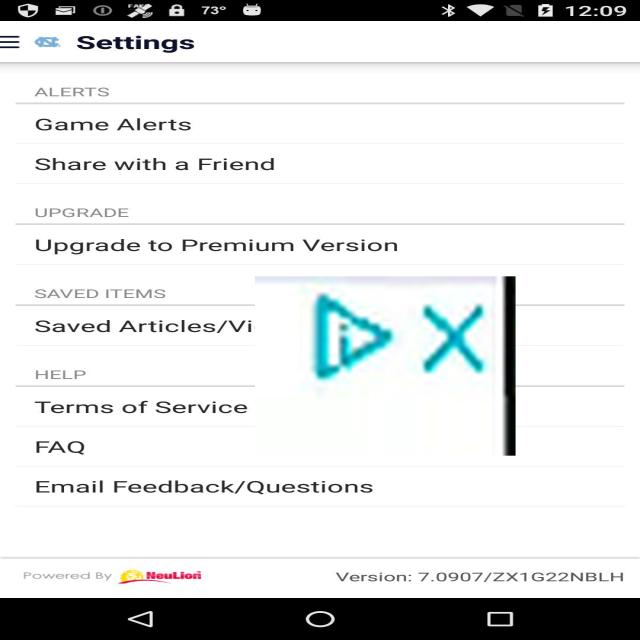 73° 12:09
Settings
ALERTS
Game Alerts
Share with a Friend
UPGRADE
Upgrade to Premium Version
SAVED ITEMS
Saved Articles/Vi
HELP
Terms of Service
FAQ
Email Feedback/Questions
Powered By NeuLion Version: 7.0907/ZX1G22NBLH